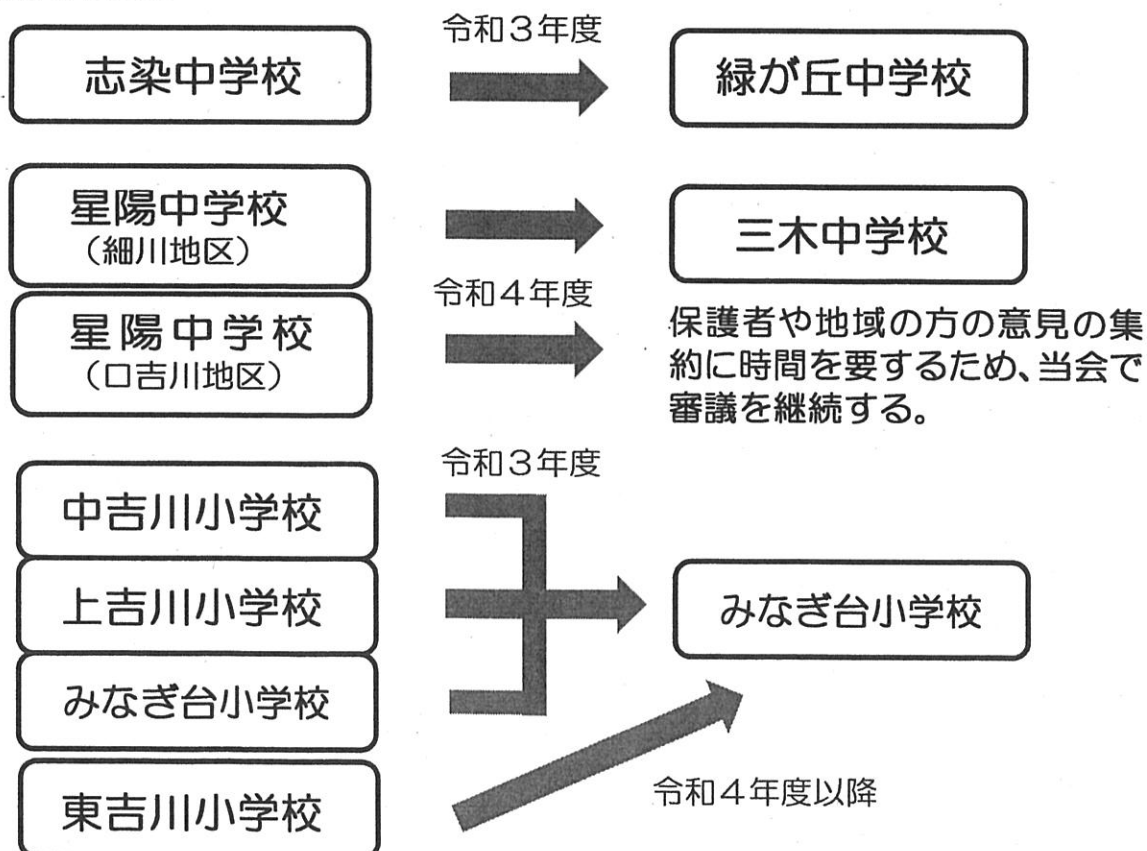 令和3年度
志染中学校
緑が丘中学校
星陽中学校
(細川地区)
三木中学校
令和4年度
星陽中学校
(口吉川地区)
保護者や地域の方の意見の集
約に時間を要するため、当会で
審議を継続する。
令和3年度
中吉川小学校
上吉川小学校
みなぎ台小学校
みなぎ台小学校
東吉川小学校
令和4年度以降